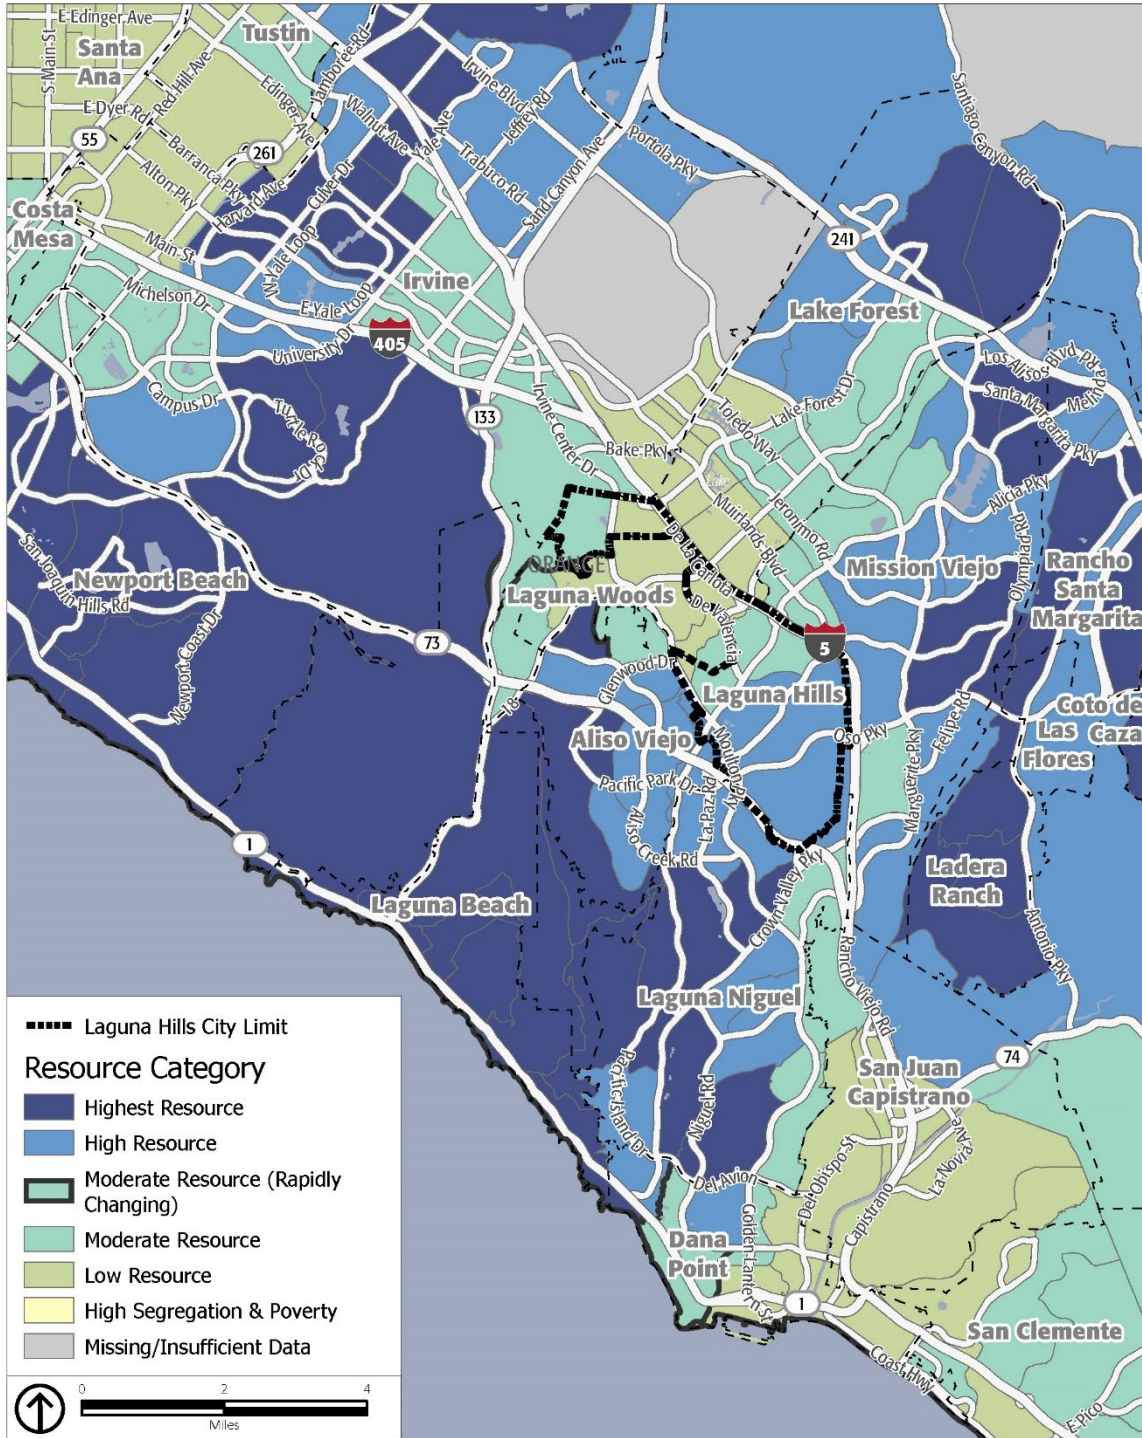 E Edinger Ave
Tustin
Santa
Ana
S Main St
Red Hill Ave
Edinger Ave
Jamboree Rd
Irvine Blvd
Jeffrey Rd
Walnut Ave
Yale Ave
Trabuco Rd
Sand Canyon Ave
Portola Pky
Santiago Canyon Rd
E Dyer Rd
55
Barranca Pky
261
Alton Pky
Harvard Ave
Culver Dr
Costa
Mesa
Main St
W Yale Loop
E Yale Loop
Irvine
241
Lake Forest
Michelson Dr
University Dr
405
Campus Dr
Turtle Rock Dr
133
Irvine Center Dr
Bake Pky
Toledo Way
Lake Forest Dr
Los Alisos Blvd
Santa Margarita Pky
Melinda Rd
Lake
Muirlands Blvd
Jeronimo Rd
Alicia Pky
Olympiad Rd
De La Carlota
ORANGE
Laguna Woods
De Valencia
Mission Viejo
Rancho
Santa
Margarita
San Joaquin Hills Rd
Newport Beach
Newport Coast Dr
73
5
Glenwood Dr
Laguna Hills
18
Aliso Viejo
Moulton Pky
Oso Pky
Felipe Rd
Marguerite Pky
Coto de
Caza
Las
Flores
Pacific Park Dr
La Paz Rd
Aliso Creek Rd
1
Crown Valley Pky
Ladera
Ranch
Laguna Beach
Antonio Pky
Laguna Niguel
Rancho Viejo Rd
74
San Juan
Capistrano
Pacific Island Dr
Niguel Rd
La Novia Ave
Del Obispo St
Del Avion
Capistrano
Golden Lantern St
Dana
Point
1
San Clemente
Coast Hwy
E Pico
Laguna Hills City Limit
Resource Category
Highest Resource
High Resource
Moderate Resource (Rapidly
Changing)
Moderate Resource
Low Resource
High Segregation & Poverty
Missing/Insufficient Data
0 2 4
Miles